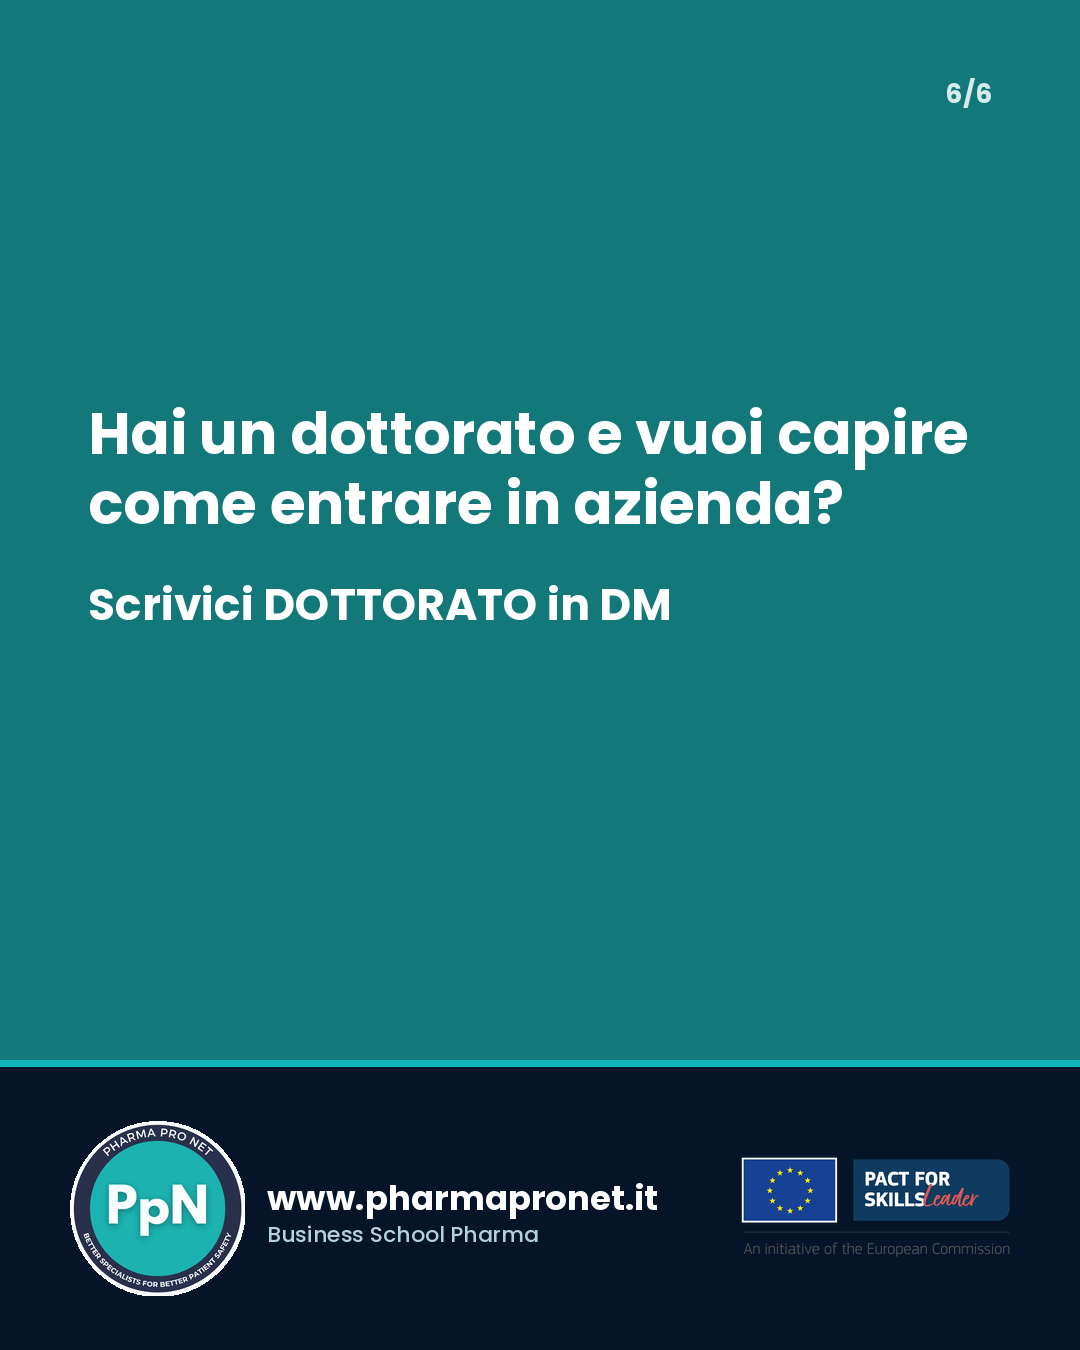 6/6
Hai un dottorato e vuoi capire
come entrare in azienda?
Scrivici DOTTORATO in DM
PHARMA PRO NET
PpN
BETTER SPECIALISTS FOR BETTER PATIENT SAFETY
www.pharmapronet.it
Business School Pharma
PACT FOR
SKILLS Leader
An initiative of the European Commission